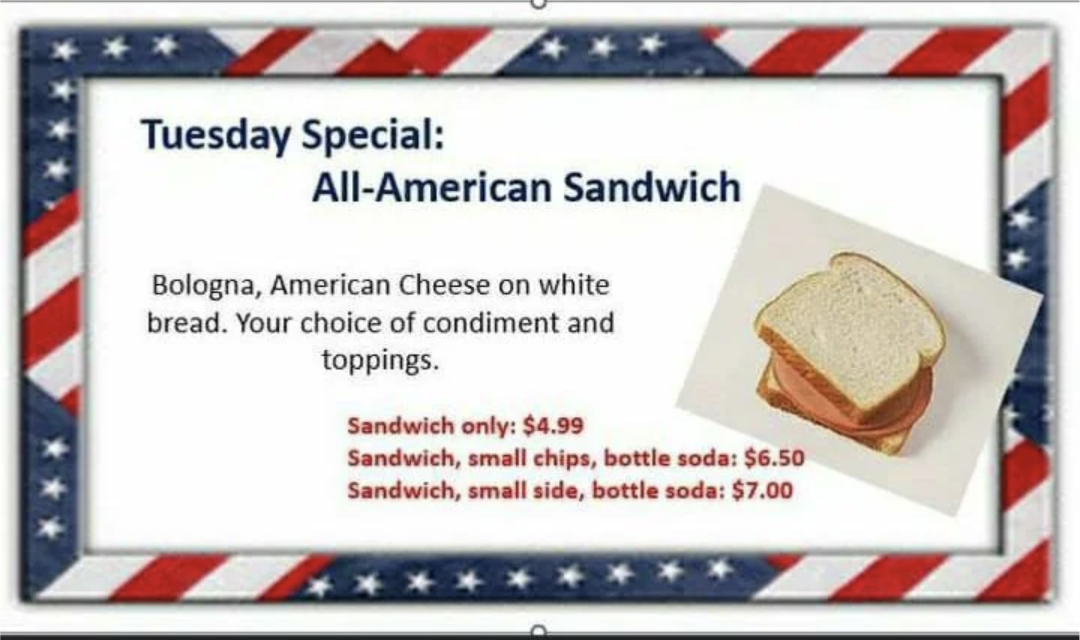 Tuesday Special:
All-American Sandwich
Bologna, American Cheese on white
bread. Your choice of condiment and
toppings.
Sandwich only: $4.99
Sandwich, small chips, bottle soda: $6.50
Sandwich, small side, bottle soda: $7.00